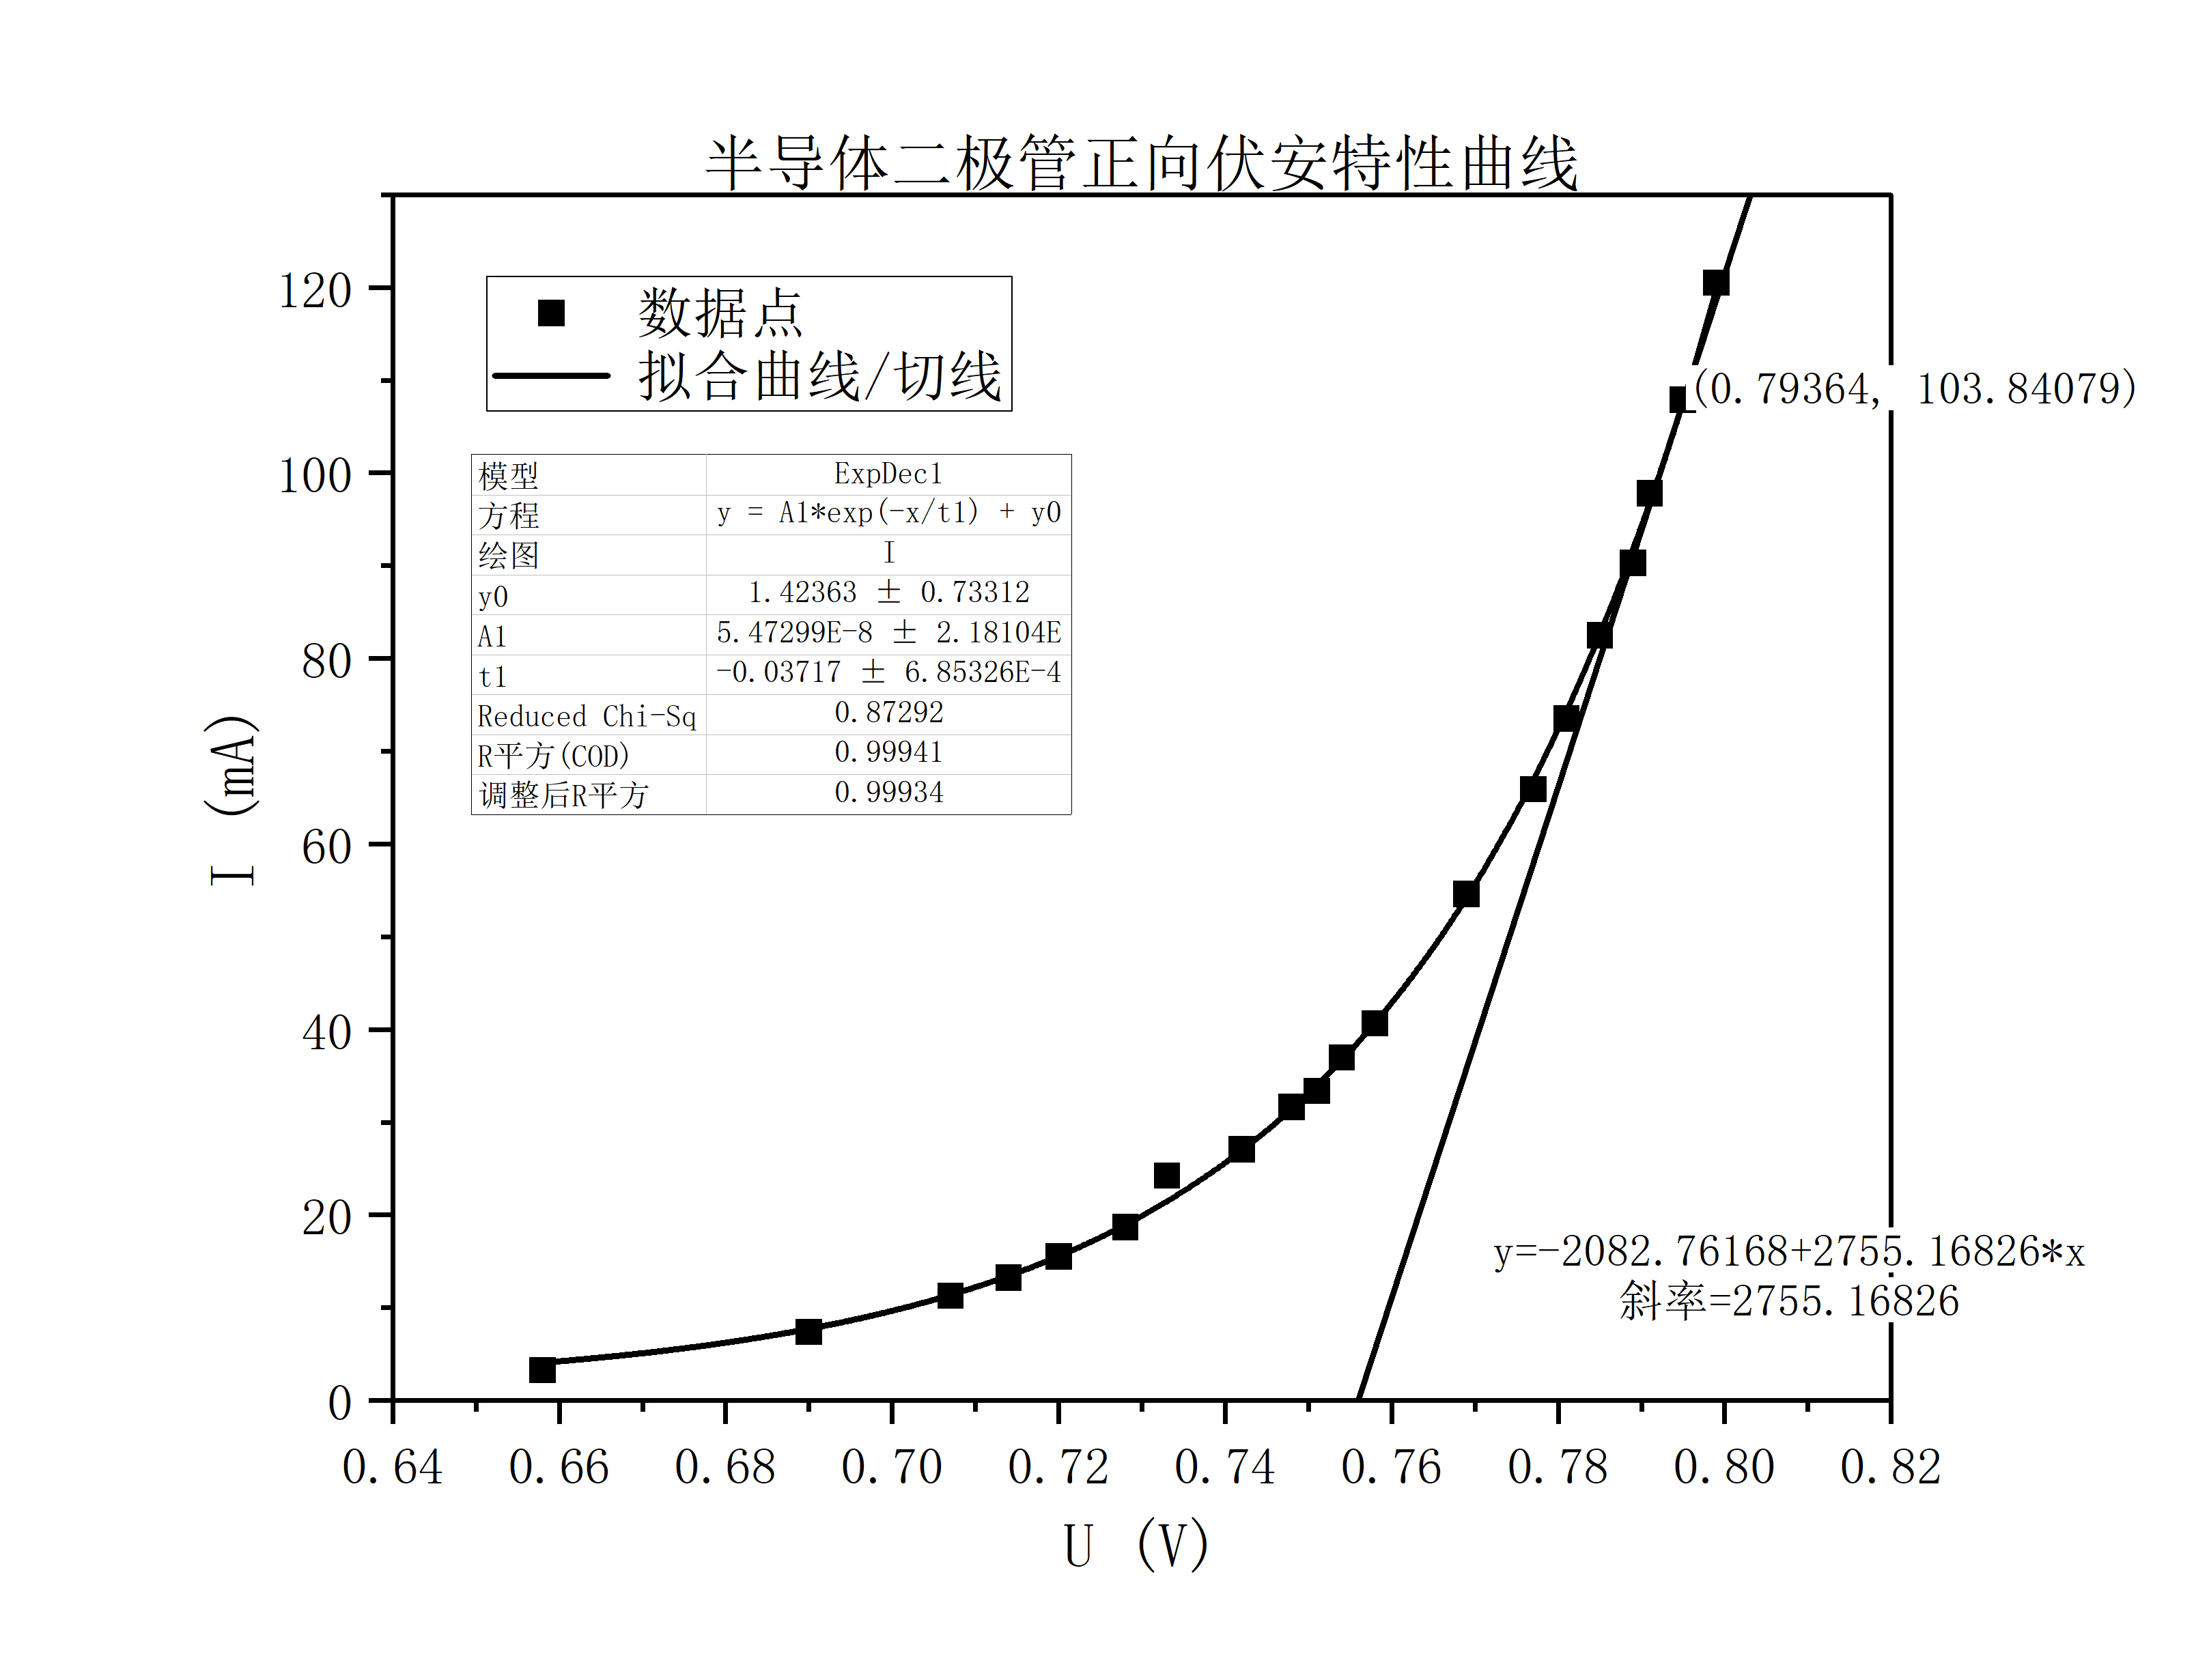 半导体二极管正向伏安特性曲线
120
100
80
60
40
20
0
I (mA)
数据点
拟合曲线/切线
(0.79364, 103.84079)
模型 ExpDec1
方程 y = A1*exp(-x/t1) + y0
绘图 I
y0 1.42363 ± 0.73312
A1 5.47299E-8 ± 2.18104E
t1 -0.03717 ± 6.85326E-4
Reduced Chi-Sq 0.87292
R平方(COD) 0.99941
调整后R平方 0.99934
y=-2082.76168+2755.16826*x
斜率=2755.16826
0.64 0.66 0.68 0.70 0.72 0.74 0.76 0.78 0.80 0.82
U (V)